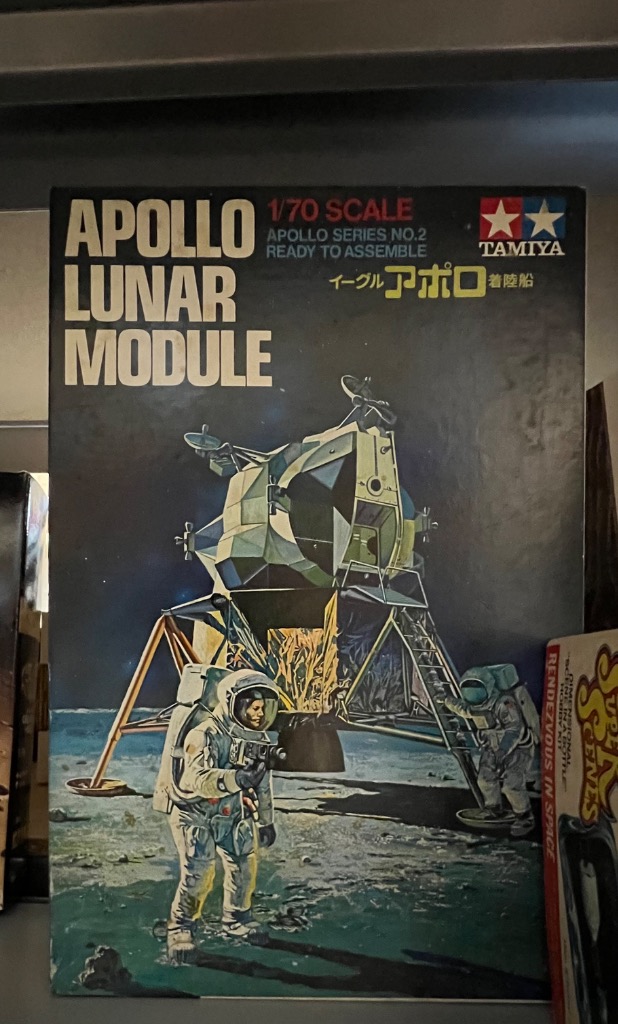 APOLLO
LUNAR
MODULE
1/70 SCALE
APOLLO SERIES NO.2
READY TO ASSEMBLE
TAMIYA
イーグル アポロ 着陸船
RENDEZVOUS IN SPACE
SCENES